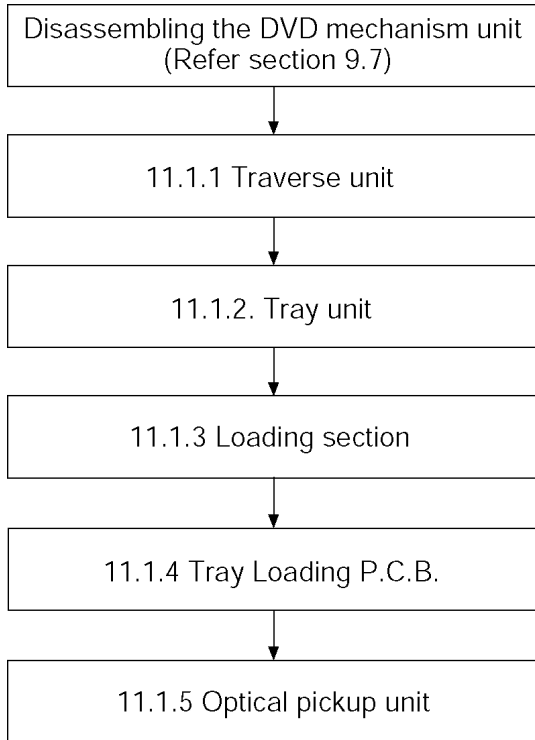 Disassembling the DVD mechanism unit
(Refer section 9.7)
11.1.1 Traverse unit
11.1.2. Tray unit
11.1.3 Loading section
11.1.4 Tray Loading P.C.B.
11.1.5 Optical pickup unit